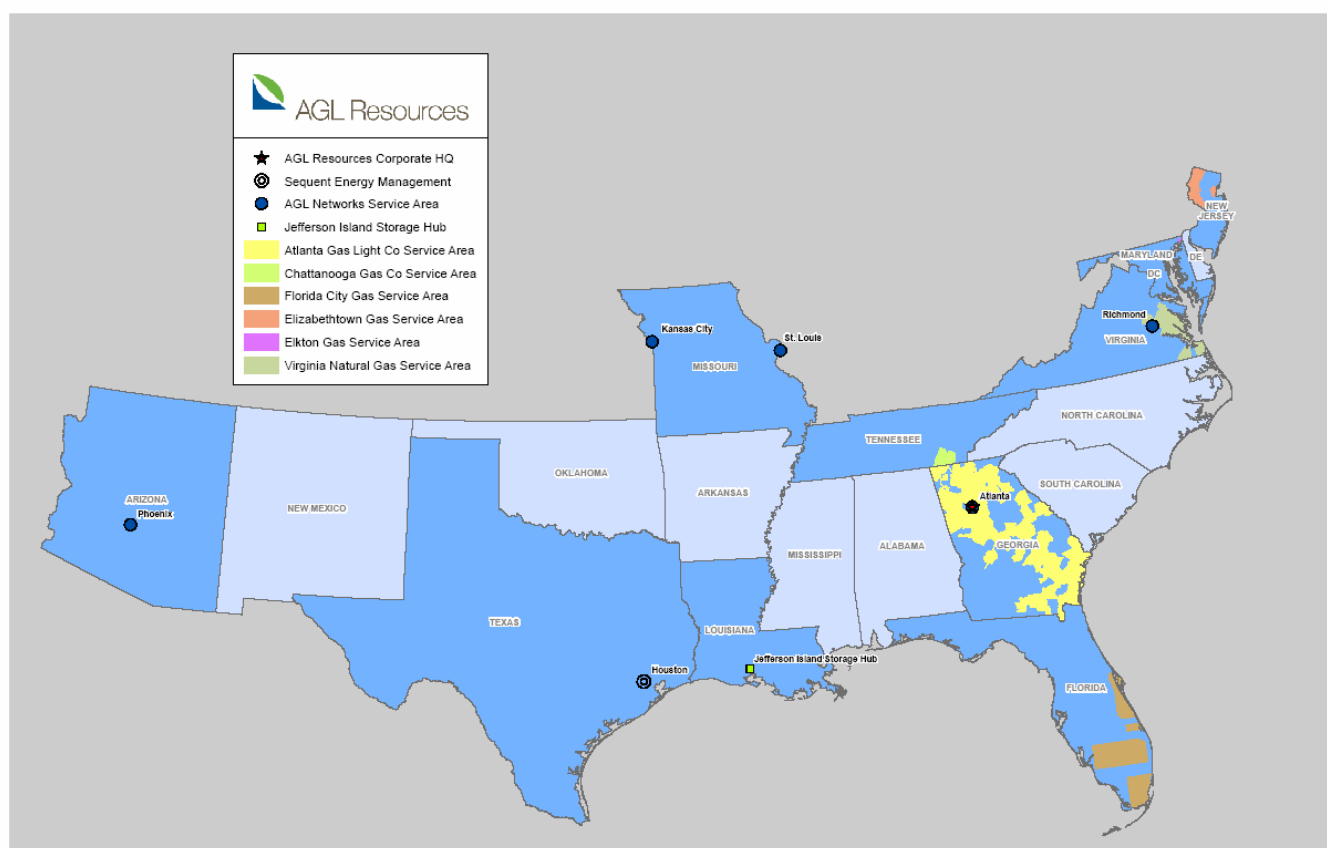 AGL Resources
AGL Resources Corporate HQ
Sequent Energy Management
AGL Networks Service Area
Jefferson Island Storage Hub
Atlanta Gas Light Co Service Area
Chattanooga Gas Co Service Area
Florida City Gas Service Area
Elizabethtown Gas Service Area
Elkton Gas Service Area
Virginia Natural Gas Service Area
NEW
JERSEY
MARYLAND
DE
DC
Richmond
VIRGINIA
Kansas City
St. Louis
MISSOURI
NORTH CAROLINA
TENNESSEE
OKLAHOMA
SOUTH CAROLINA
ARKANSAS
ARIZONA
Atlanta
NEW MEXICO
Phoenix
GEORGIA
ALABAMA
MISSISSIPPI
TEXAS
LOUISIANA
Jefferson Island Storage Hub
Houston
FLORIDA